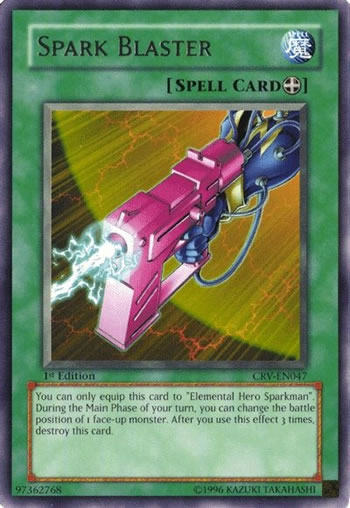 SPARK BLASTER
魔
[SPELL CARD]
1st Edition
CRV-EN047
You can only equip this card to "Elemental Hero Sparkman".
During the Main Phase of your turn, you can change the battle
position of 1 face-up monster. After you use this effect 3 times,
destroy this card.
97362768
©1996 KAZUKI TAKAHASHI